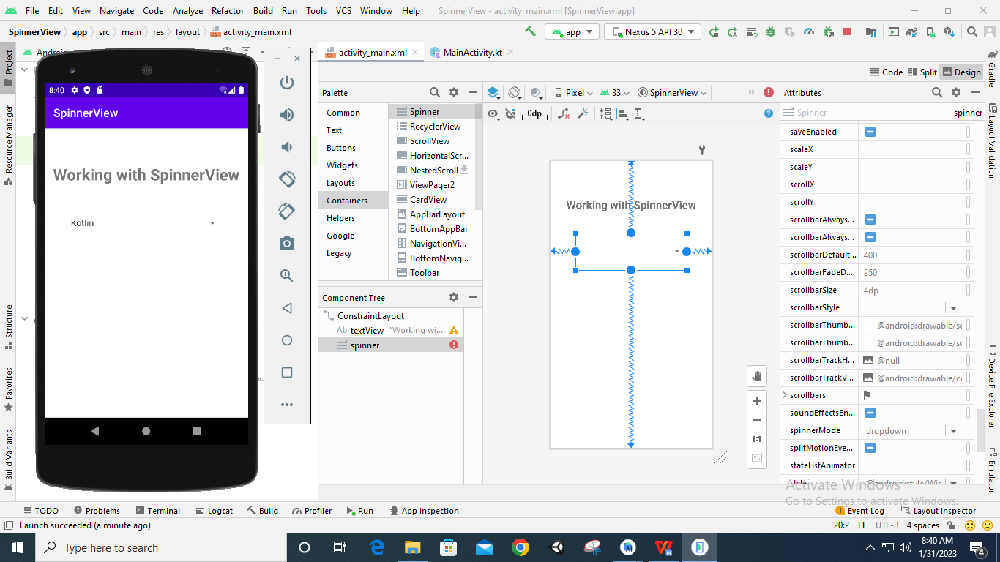 File Edit View Navigate Code Analyze Refactor Build Run Tools VCS Window Help SpinnerView - activity_main.xml [SpinnerView.app]
SpinnerView app src main res layout activity_main.xml app Nexus 5 API 30
Project
Resource Manager
Structure
Favorites
Build Variants
Android
8:40
SpinnerView
Working with SpinnerView
Kotlin
activity_main.xml MainActivity.kt
Code Split Design
Palette
Common
Text
Buttons
Widgets
Layouts
Containers
Helpers
Google
Legacy
Spinner
RecyclerView
ScrollView
HorizontalScr...
NestedScroll
ViewPager2
CardView
AppBarLayout
BottomAppBar
NavigationVi...
BottomNavig...
Toolbar
Component Tree
ConstraintLayout
Ab textView "Working wi...
spinner
Pixel 33 SpinnerView
0dp
Working with SpinnerView
1:1
Attributes
Spinner spinner
saveEnabled
scaleX
scaleY
scrollX
scrollY
scrollbarAlways...
scrollbarAlways...
scrollbarDefault... 400
scrollbarFadeD... 250
scrollbarSize 4dp
scrollbarStyle
scrollbarThumb... @android:drawable/sc
scrollbarThumb... @android:drawable/sc
scrollbarTrackH... @null
scrollbarTrackV... @android:drawable/co
scrollbars
soundEffectsEn...
spinnerMode dropdown
splitMotionEve...
stateListAnimator
style @android:style/Wid
Activate Windows
Go to Settings to activate Windows.
Gradle
Layout Validation
Device File Explorer
Emulator
TODO Problems Terminal Logcat Build Profiler Run App Inspection 1 Event Log Layout Inspector
Launch succeeded (a minute ago) 20:2 LF UTF-8 4 spaces
Type here to search
8:40 AM
1/31/2023
4